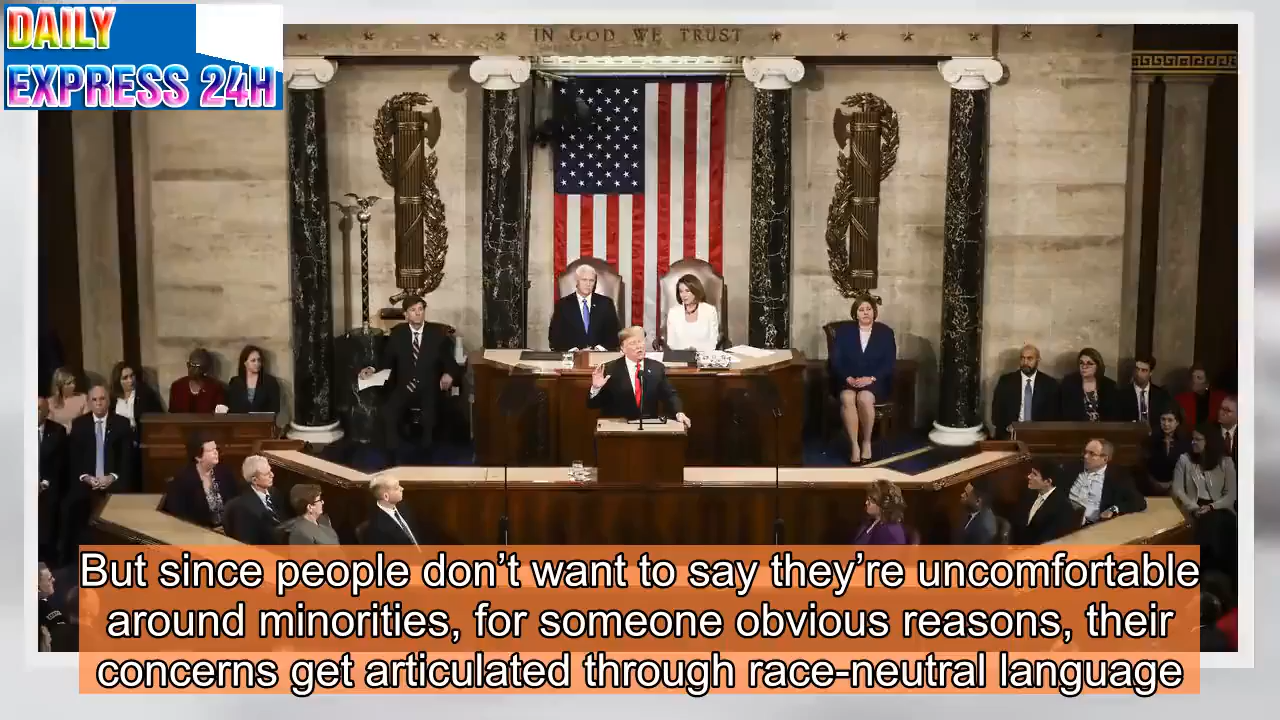 DAILY
EXPRESS 24H
IN GOD WE TRUST
But since people don’t want to say they’re uncomfortable
around minorities, for someone obvious reasons, their
concerns get articulated through race-neutral language